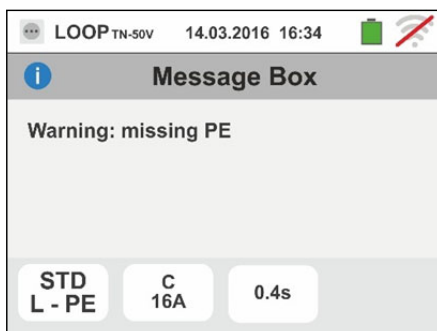 LOOP TN-50V 14.03.2016 16:34
Message Box
Warning: missing PE
STD C 0.4s
L - PE 16A